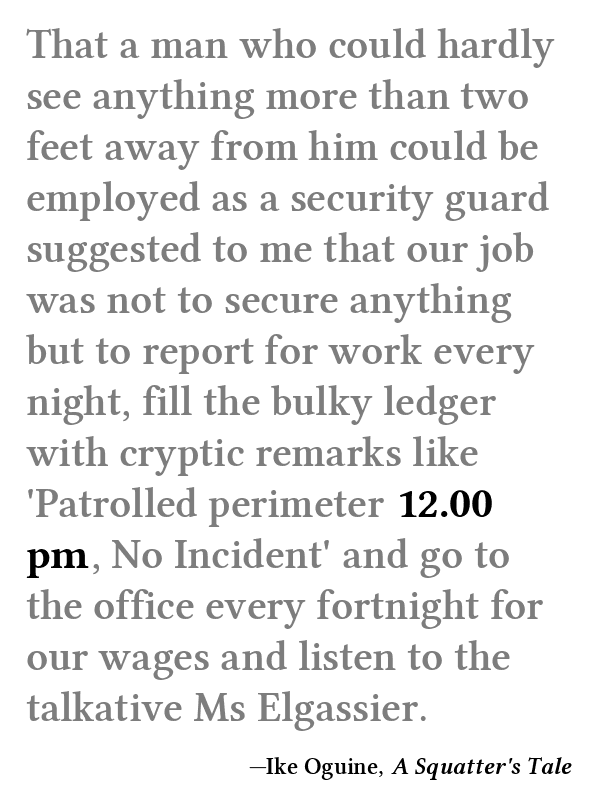 That a man who could hardly
see anything more than two
feet away from him could be
employed as a security guard
suggested to me that our job
was not to secure anything
but to report for work every
night, fill the bulky ledger
with cryptic remarks like
'Patrolled perimeter 12.00
pm, No Incident' and go to
the office every fortnight for
our wages and listen to the
talkative Ms Elgassier.
—Ike Oguine, A Squatter's Tale